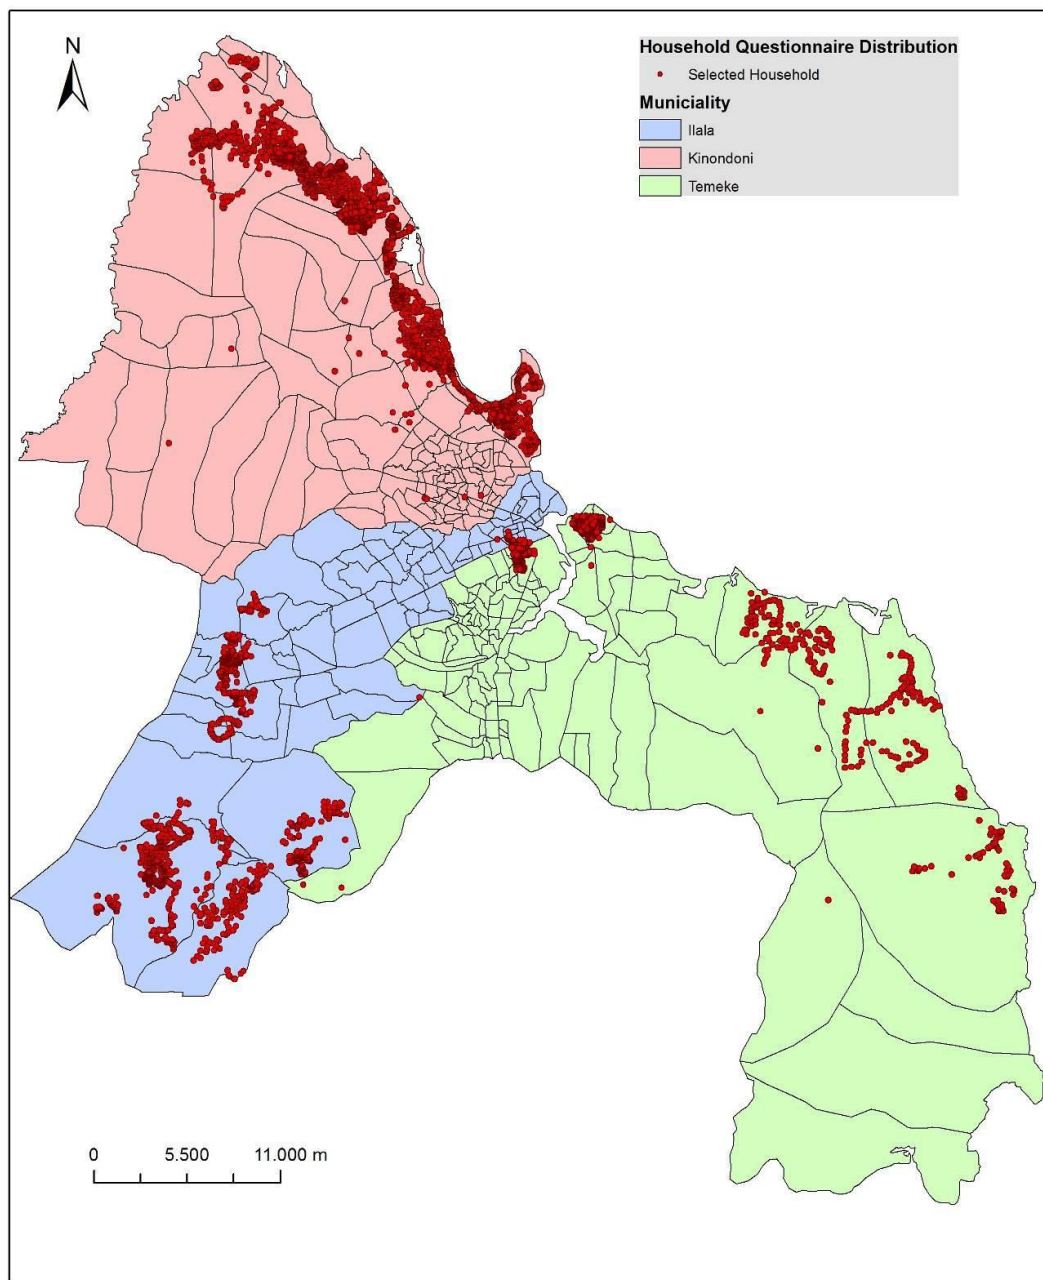 N
Household Questionnaire Distribution
Selected Household
Municiality
Ilala
Kinondoni
Temeke
0 5.500 11.000 m